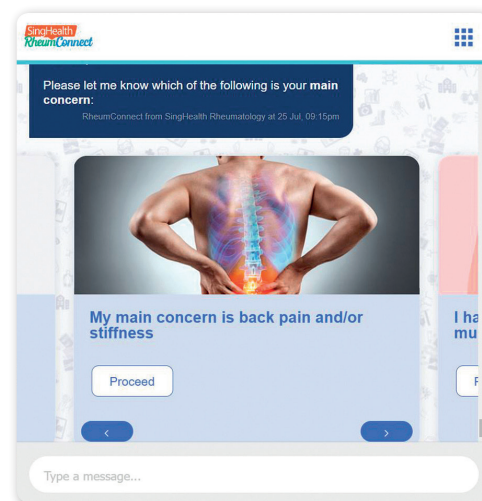 SingHealth
RheumConnect
Please let me know which of the following is your main
concern:
RheumConnect from SingHealth Rheumatology at 25 Jul, 09:15pm
My main concern is back pain and/or
stiffness
Proceed
I ha
mu
Type a message...